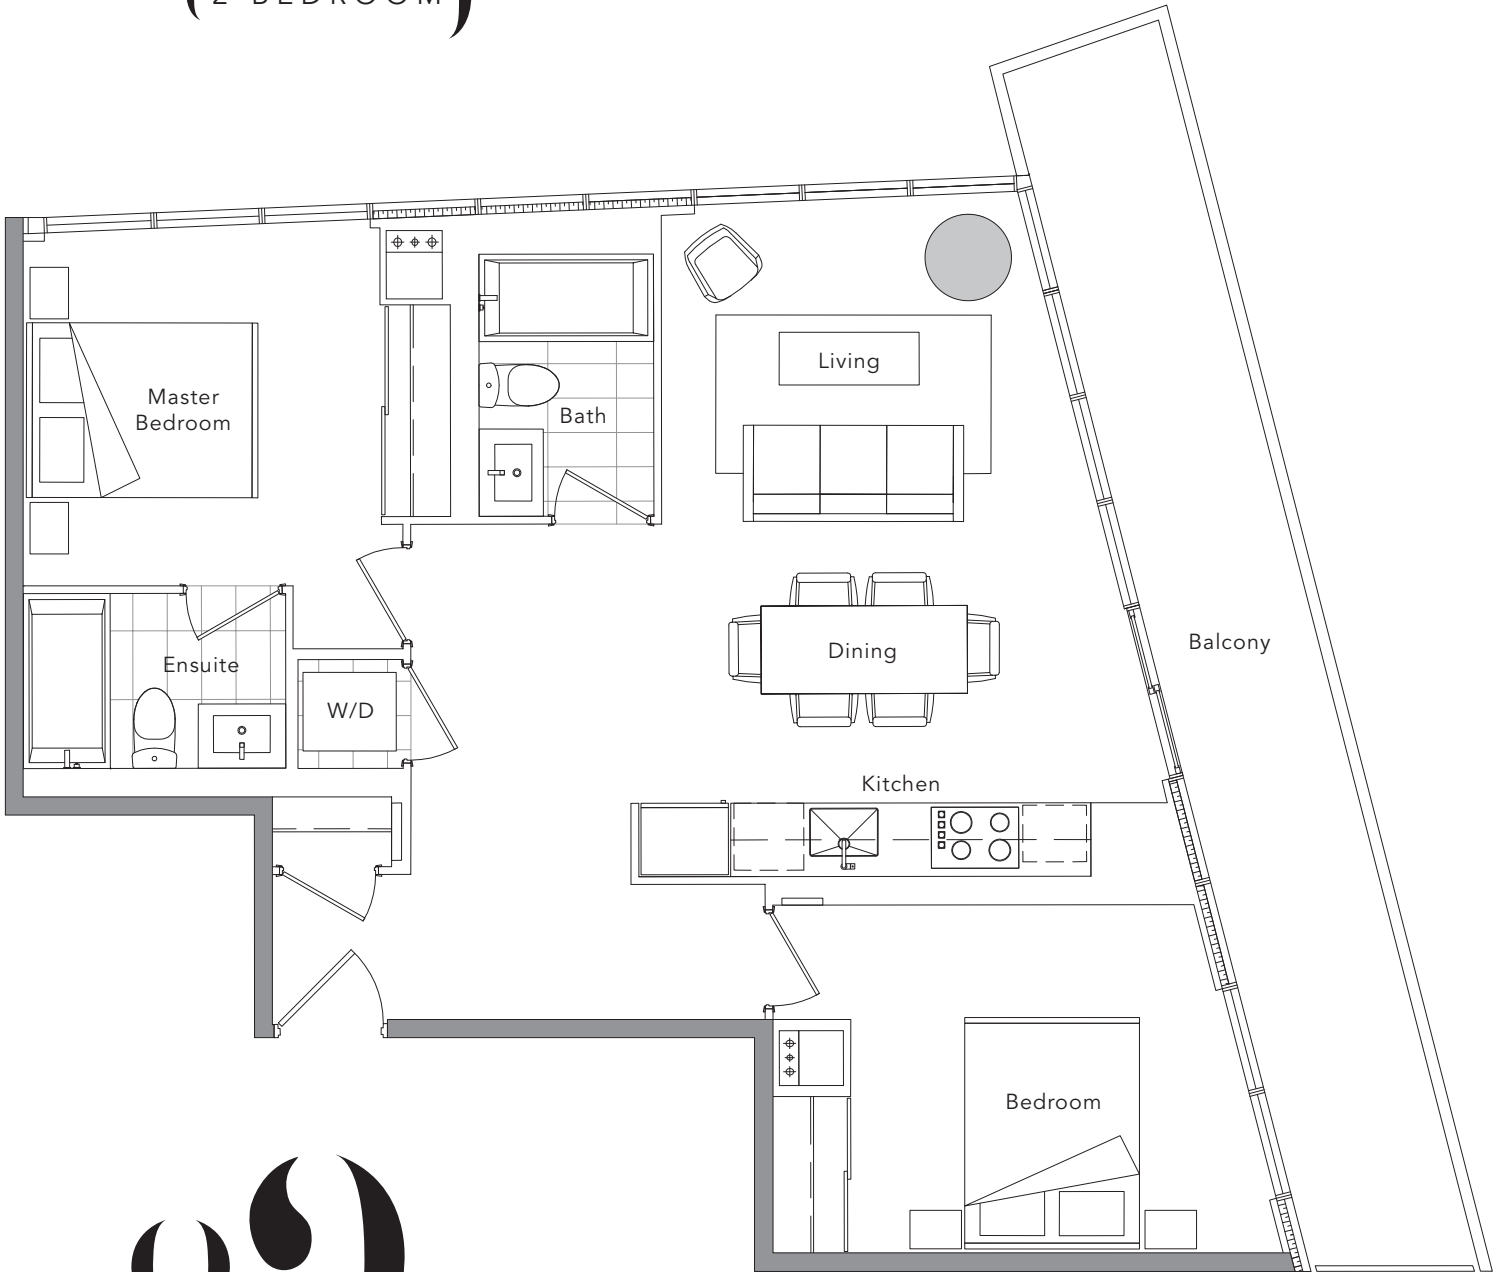 2 BEDROOM
Living
Master
Bedroom
Bath
Balcony
Dining
Ensuite
W/D
Kitchen
Bedroom